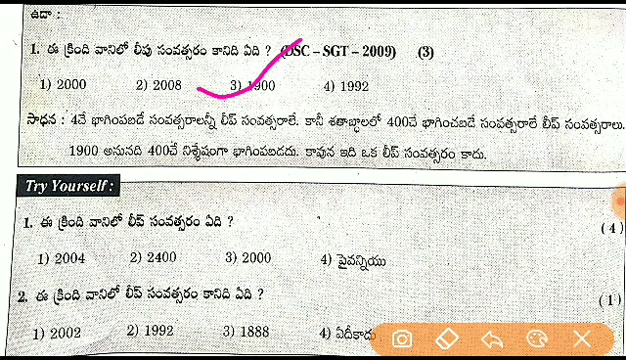 ఉదా :
1. ఈ క్రింది వానిలో లీపు సంవత్సరం కానిది ఏది ? (DSC – SGT – 2009) (3)
1) 2000 2) 2008 3) 1900 4) 1992
సాధన : 4చే భాగింపబడే సంవత్సరాలన్నీ లీప్ సంవత్సరాలే. కానీ శతాబ్దాలలో 400చే భాగించబడే సంవత్సరాలే లీప్ సంవత్సరాలు.
1900 అనునది 400చే నిశ్శేషంగా భాగింపబడదు. కావున ఇది ఒక లీప్ సంవత్సరం కాదు.
Try Yourself :
1. ఈ క్రింది వానిలో లీప్ సంవత్సరం ఏది ? (4)
1) 2004 2) 2400 3) 2000 4) పైవన్నియు
2. ఈ క్రింది వానిలో లీప్ సంవత్సరం కానిది ఏది ? (1)
1) 2002 2) 1992 3) 1888 4) ఏదీకాదు